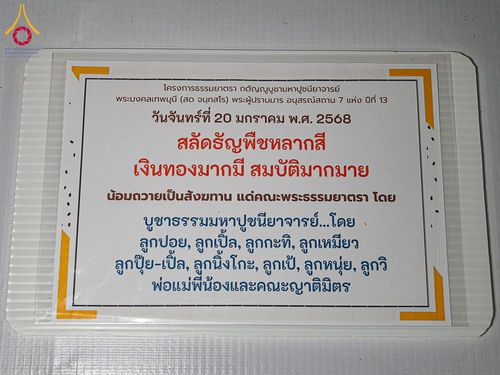 โครงการธรรมยาตรา กตัญญูบูชามหาปูชนียาจารย์
พระมงคลเทพมุนี (สด จนฺทสโร) พระผู้ปราบมาร อนุสรณ์สถาน 7 แห่ง ปีที่ 13
วันจันทร์ที่ 20 มกราคม พ.ศ. 2568
สลัดธัญพืชหลากสี
เงินทองมากมี สมบัติมากมาย
น้อมถวายเป็นสังฆทาน แด่คณะพระธรรมยาตรา โดย
บูชาธรรมมหาปูชนียาจารย์...โดย
ลูกปอย, ลูกเปิ้ล, ลูกกะทิ, ลูกเหมียว
ลูกปุ๊ย-เปิ้ล, ลูกนิ้งโกะ, ลูกเป้, ลูกหนุ่ย, ลูกวิ
พ่อแม่พี่น้องและคณะญาติมิตร